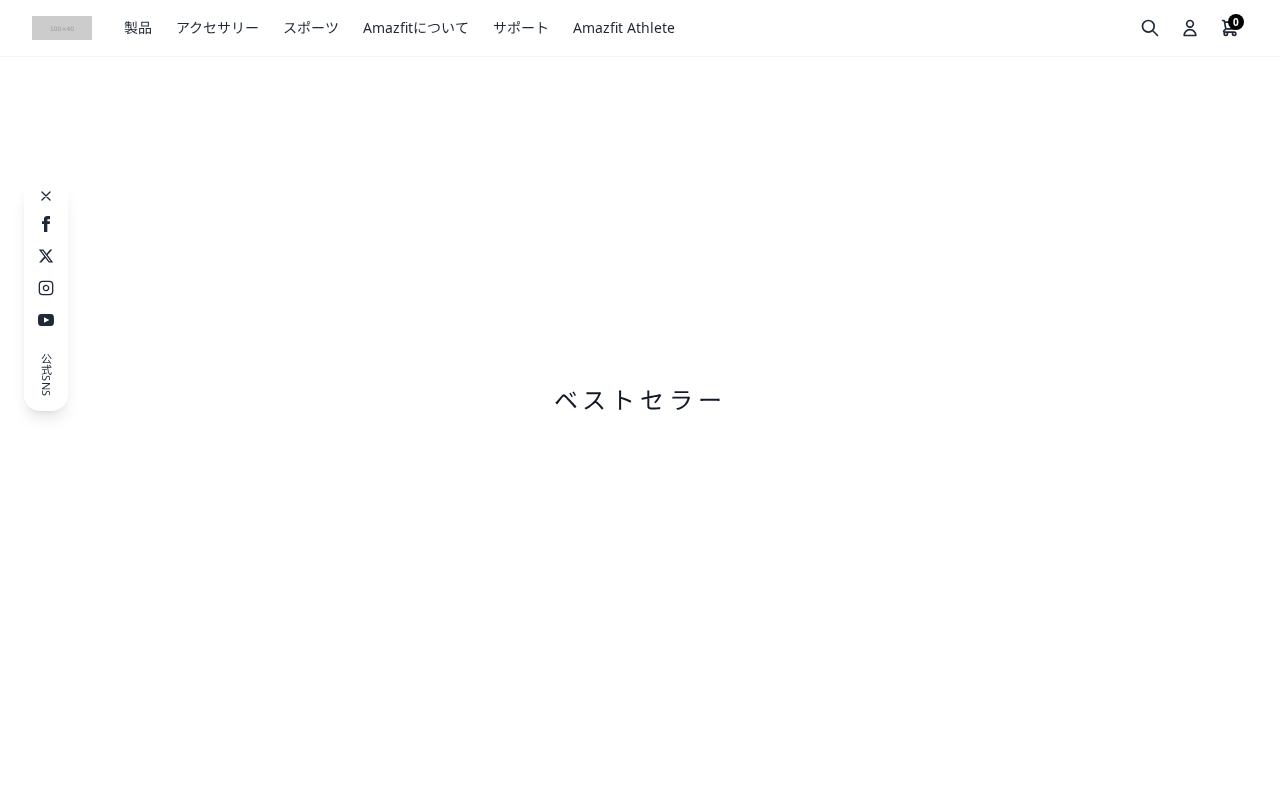 100×40
製品
アクセサリー
スポーツ
Amazfitについて
サポート
Amazfit Athlete
0
公式SNS
ベストセラー